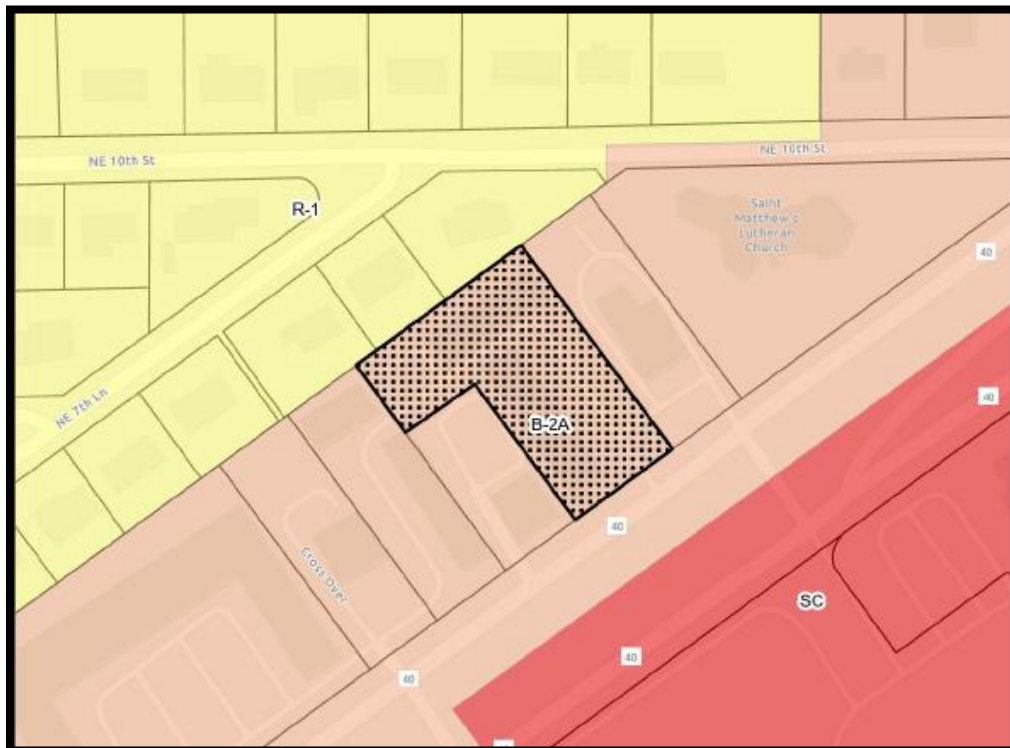 NE 10th St
NE 10th St
R-1
Saint
Matthew's
Lutheran
Church
40
40
NE 7th Ln
B-2A
40
Cross Over
SC
40
40
40